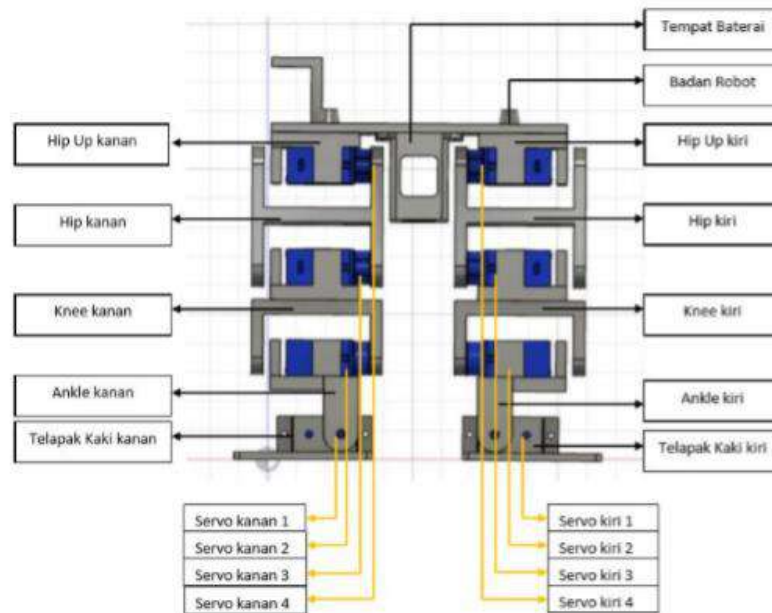 Tempat Baterai
Badan Robot
Hip Up kanan
Hip Up kiri
Hip kanan
Hip kiri
Knee kanan
Knee kiri
Ankle kanan
Ankle kiri
Telapak Kaki kanan
Telapak Kaki kiri
Servo kanan 1
Servo kiri 1
Servo kanan 2
Servo kiri 2
Servo kanan 3
Servo kiri 3
Servo kanan 4
Servo kiri 4